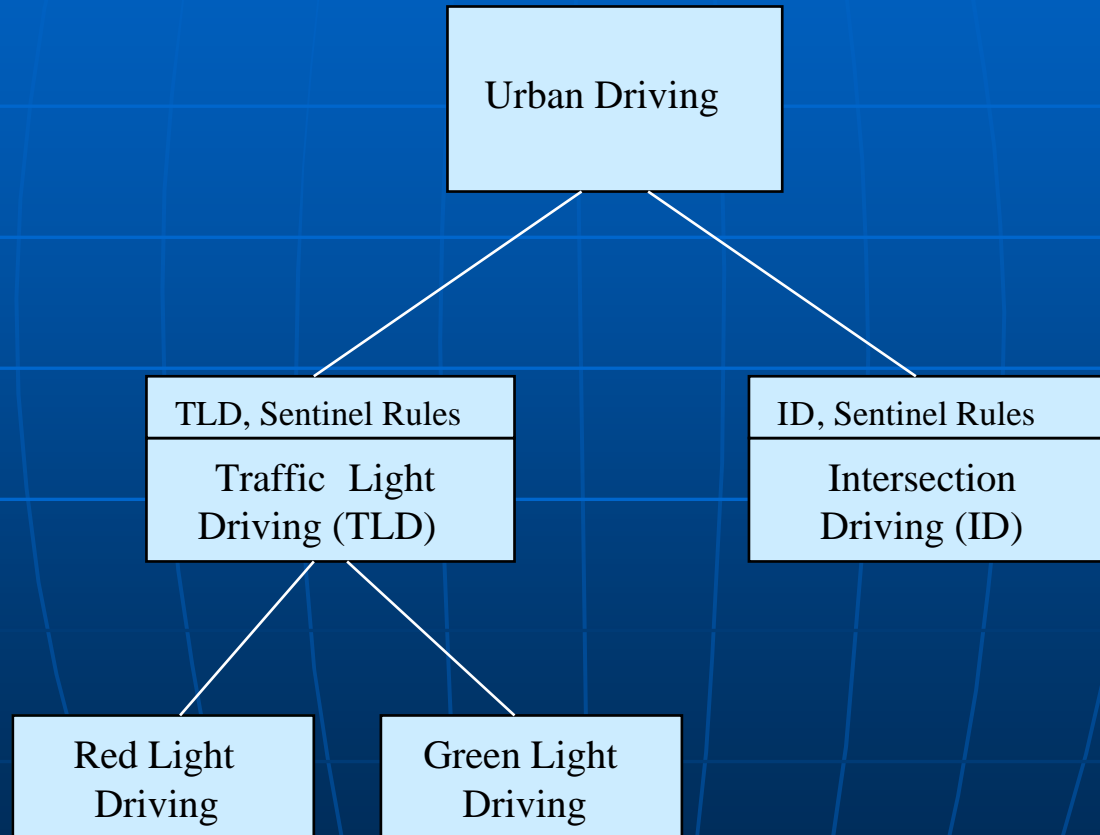 Urban Driving
TLD, Sentinel Rules
Traffic Light
Driving (TLD)
ID, Sentinel Rules
Intersection
Driving (ID)
Red Light
Driving
Green Light
Driving